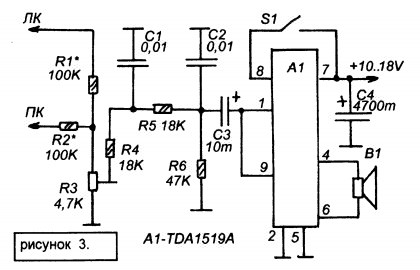 ЛК
R1*
100K
ПК
R2*
100K
R3
4,7K
R4
18K
R5 18K
C1
0,01
C2
0,01
C3
10m
R6
47K
S1
8
A1
7
+10..18V
1
C4
4700m
9
4
B1
6
2
5
рисунок 3.
A1-TDA1519A
+
+